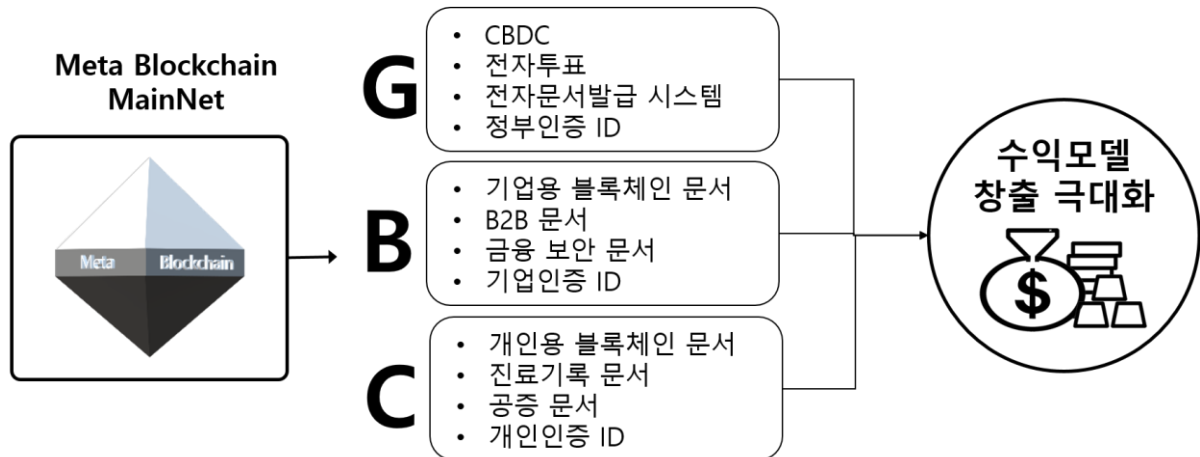 Meta Blockchain
MainNet
Meta Blockchain
G
• CBDC
• 전자투표
• 전자문서발급 시스템
• 정부인증 ID
B
• 기업용 블록체인 문서
• B2B 문서
• 금융 보안 문서
• 기업인증 ID
C
• 개인용 블록체인 문서
• 진료기록 문서
• 공증 문서
• 개인인증 ID
수익모델
창출 극대화
$